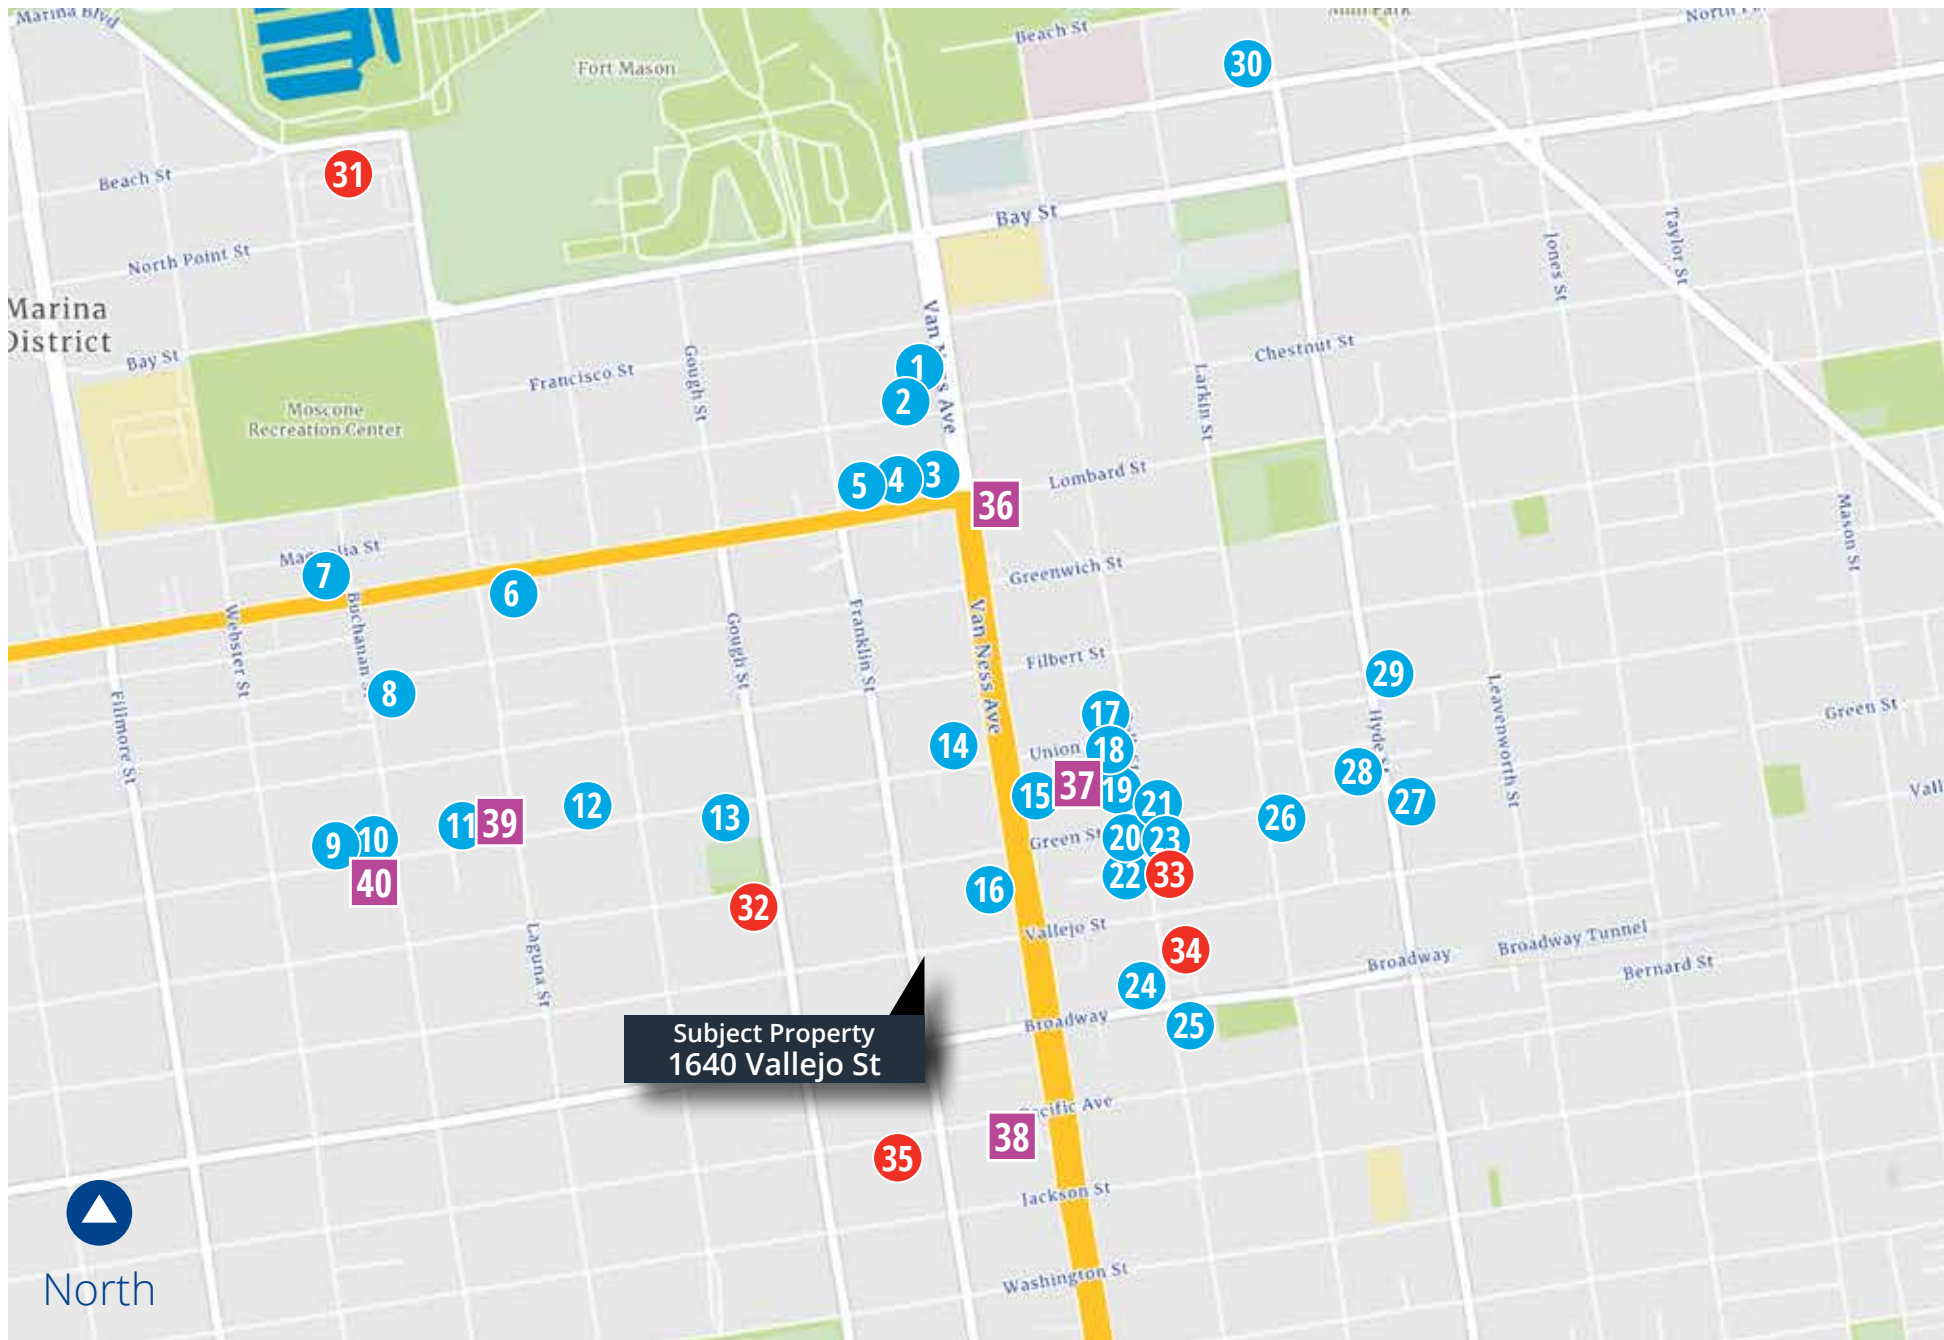 Marina Blvd
Beach St
Fort Mason
30
31
Beach St
Bay St
North Point St
Jones St
Taylor St
Marina
District
Bay St
Francisco St
Gough St
Van
Ave
1
2
Chestnut St
Larkin St
Moscone
Recreation Center
5
4
3
36
Lombard St
Mason St
St
7
6
Greenwich St
Webster St
Buchanan
Gough St
Franklin St
Van Ness Ave
Filbert St
8
29
Fillmore St
17
Hyde St
Leavenworth St
Green St
14
Union
18
28
15
37
19
21
27
12
13
11
39
26
9
10
Green St
20
23
40
16
22
33
32
Vallejo St
34
Laguna St
24
Broadway
Broadway Tunnel
Bernard St
Subject Property
1640 Vallejo St
Broadway
25
Ave
38
35
Jackson St
North
Washington St